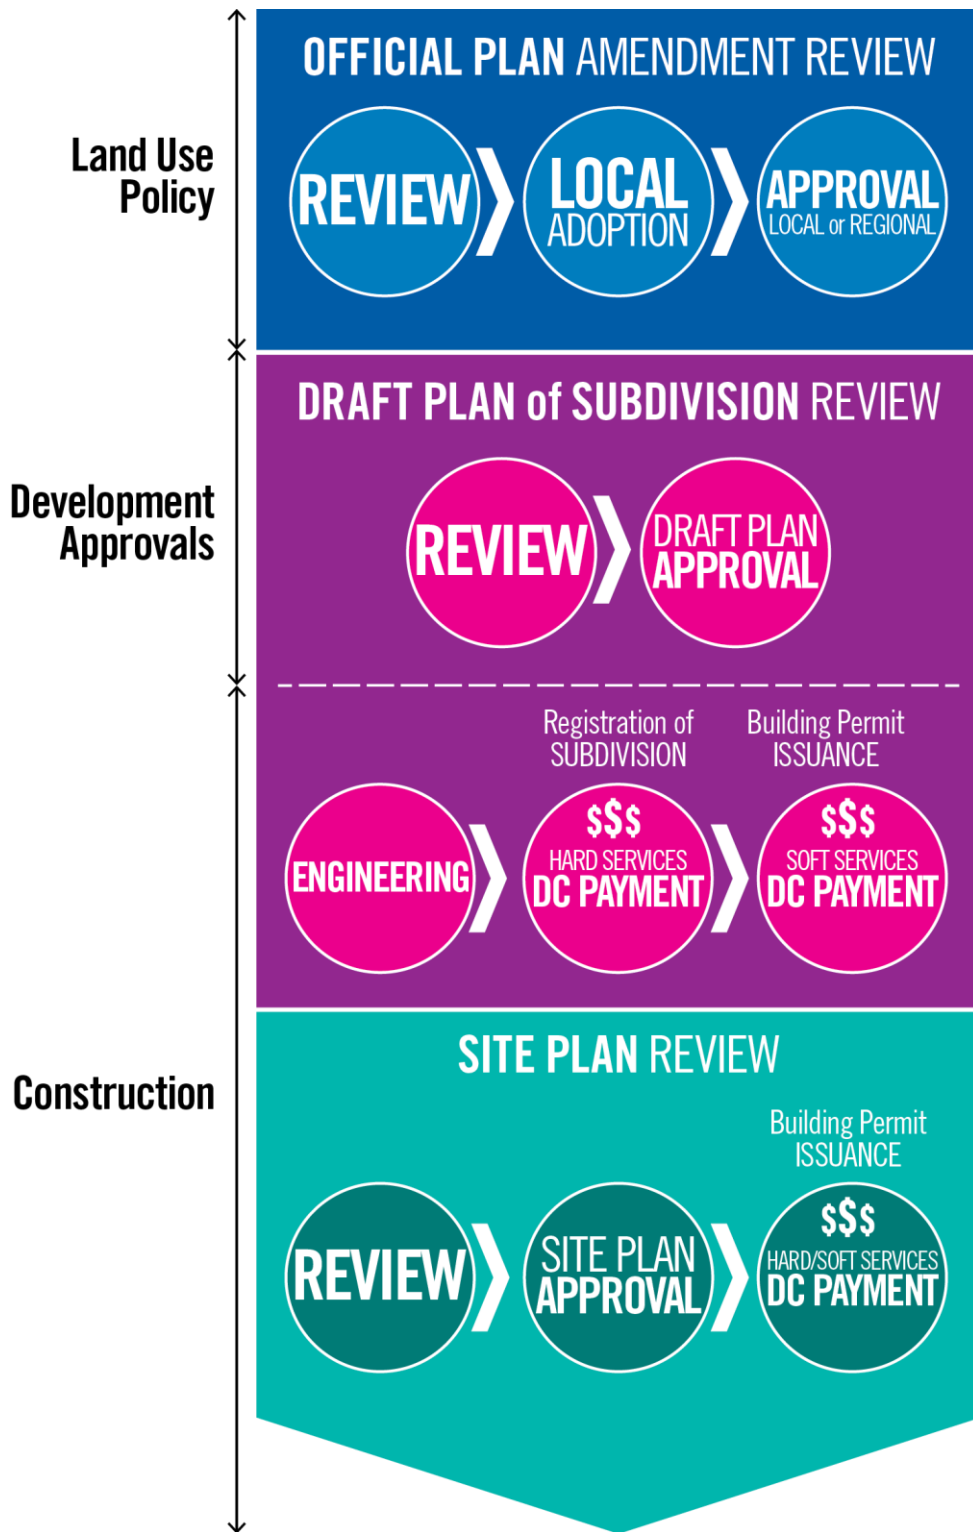 OFFICIAL PLAN AMENDMENT REVIEW
Land Use
Policy
REVIEW
LOCAL
ADOPTION
APPROVAL
LOCAL or REGIONAL
DRAFT PLAN of SUBDIVISION REVIEW
Development
Approvals
REVIEW
DRAFT PLAN
APPROVAL
Registration of
SUBDIVISION
Building Permit
ISSUANCE
ENGINEERING
$$$
HARD SERVICES
DC PAYMENT
$$$
SOFT SERVICES
DC PAYMENT
Construction
SITE PLAN REVIEW
Building Permit
ISSUANCE
REVIEW
SITE PLAN
APPROVAL
$$$
HARD/SOFT SERVICES
DC PAYMENT